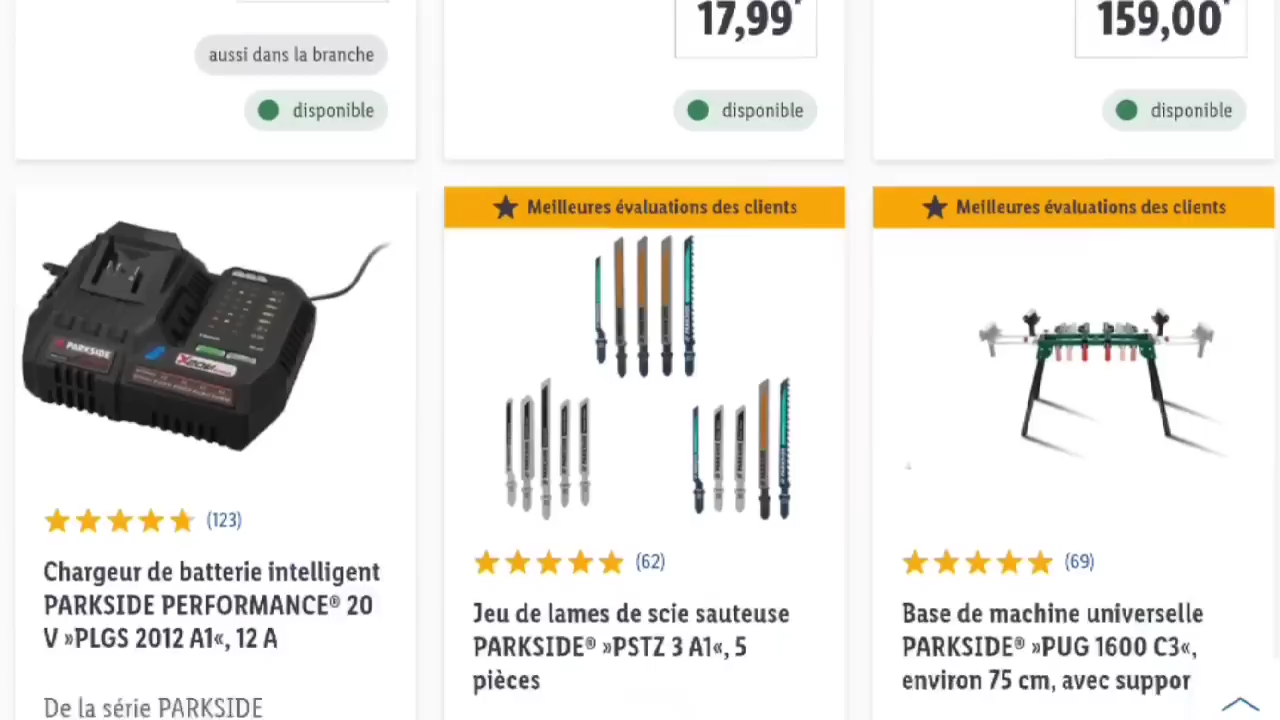 17,99*
159,00*
aussi dans la branche
disponible
disponible
disponible
PARKSIDE
Meilleures évaluations des clients
Meilleures évaluations des clients
(123)
Chargeur de batterie intelligent
PARKSIDE PERFORMANCE® 20
V »PLGS 2012 A1«, 12 A
De la série PARKSIDE
(62)
Jeu de lames de scie sauteuse
PARKSIDE® »PSTZ 3 A1«, 5
pièces
(69)
Base de machine universelle
PARKSIDE® »PUG 1600 C3«,
environ 75 cm, avec suppor